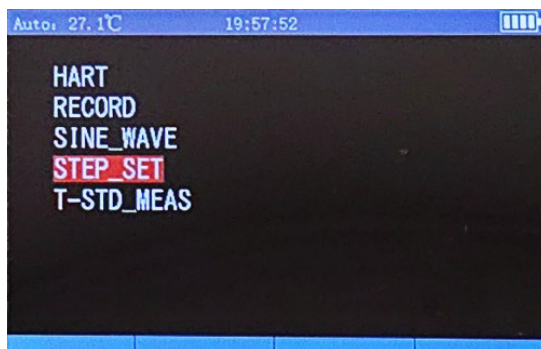 Auto: 27.1℃ 19:57:52
HART
RECORD
SINE_WAVE
STEP_SET
T-STD_MEAS